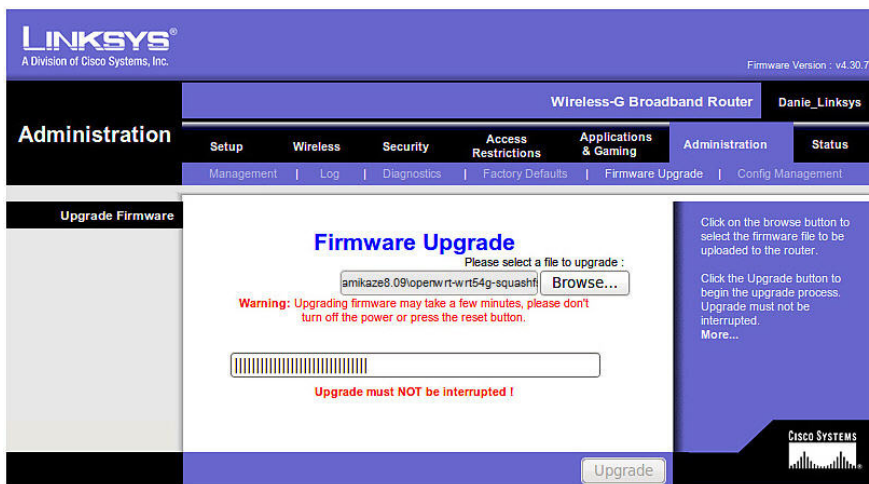 LINKSYS®
A Division of Cisco Systems, Inc.
Firmware Version : v4.30.7
Wireless-G Broadband Router Danie_Linksys
Administration
Setup Wireless Security Access Restrictions Applications & Gaming Administration Status
Management | Log | Diagnostics | Factory Defaults | Firmware Upgrade | Config Management
Upgrade Firmware
Firmware Upgrade
Please select a file to upgrade :
amikaze8.09\openwrt-wrt54g-squashf Browse...
Warning: Upgrading firmware may take a few minutes, please don't
turn off the power or press the reset button.
Upgrade must NOT be interrupted !
Click on the browse button to
select the firmware file to be
uploaded to the router.
Click the Upgrade button to
begin the upgrade process.
Upgrade must not be
interrupted.
More...
CISCO SYSTEMS
Upgrade